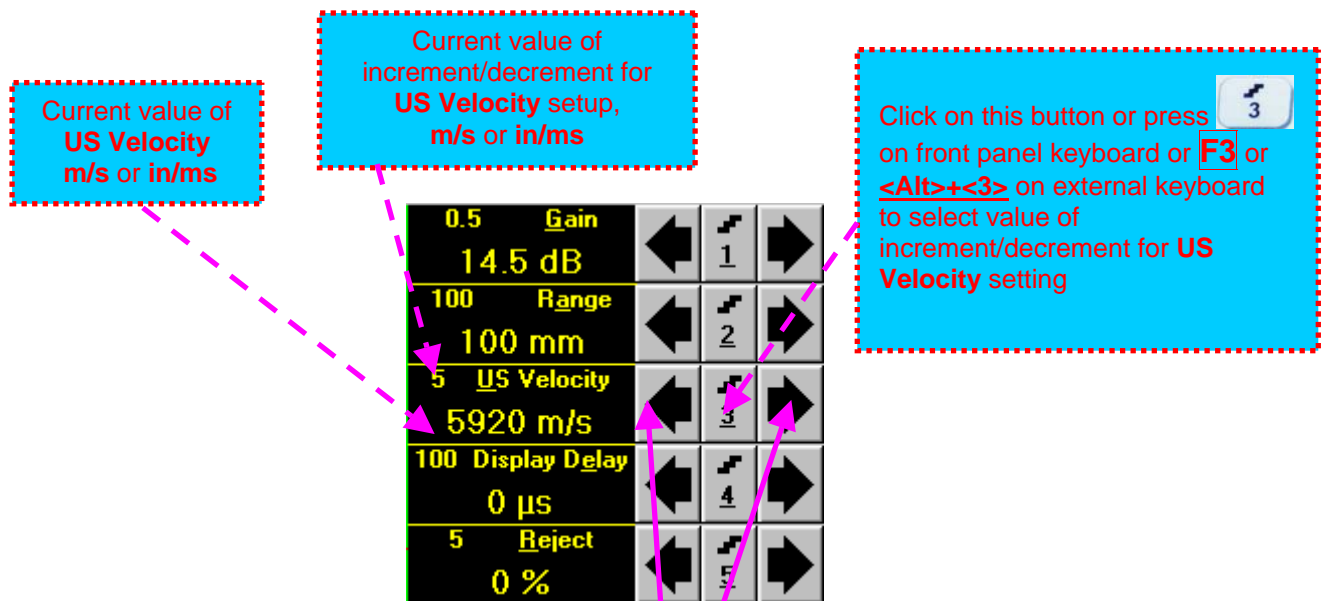 Current value of
US Velocity
m/s or in/ms
Current value of
increment/decrement for
US Velocity setup,
m/s or in/ms
Click on this button or press 3
on front panel keyboard or F3 or
<Alt>+<3> on external keyboard
to select value of
increment/decrement for US
Velocity setting
0.5 Gain
14.5 dB
1
100 Range
100 mm
2
5 US Velocity
5920 m/s
3
100 Display Delay
0 µs
4
5 Reject
0 %
5